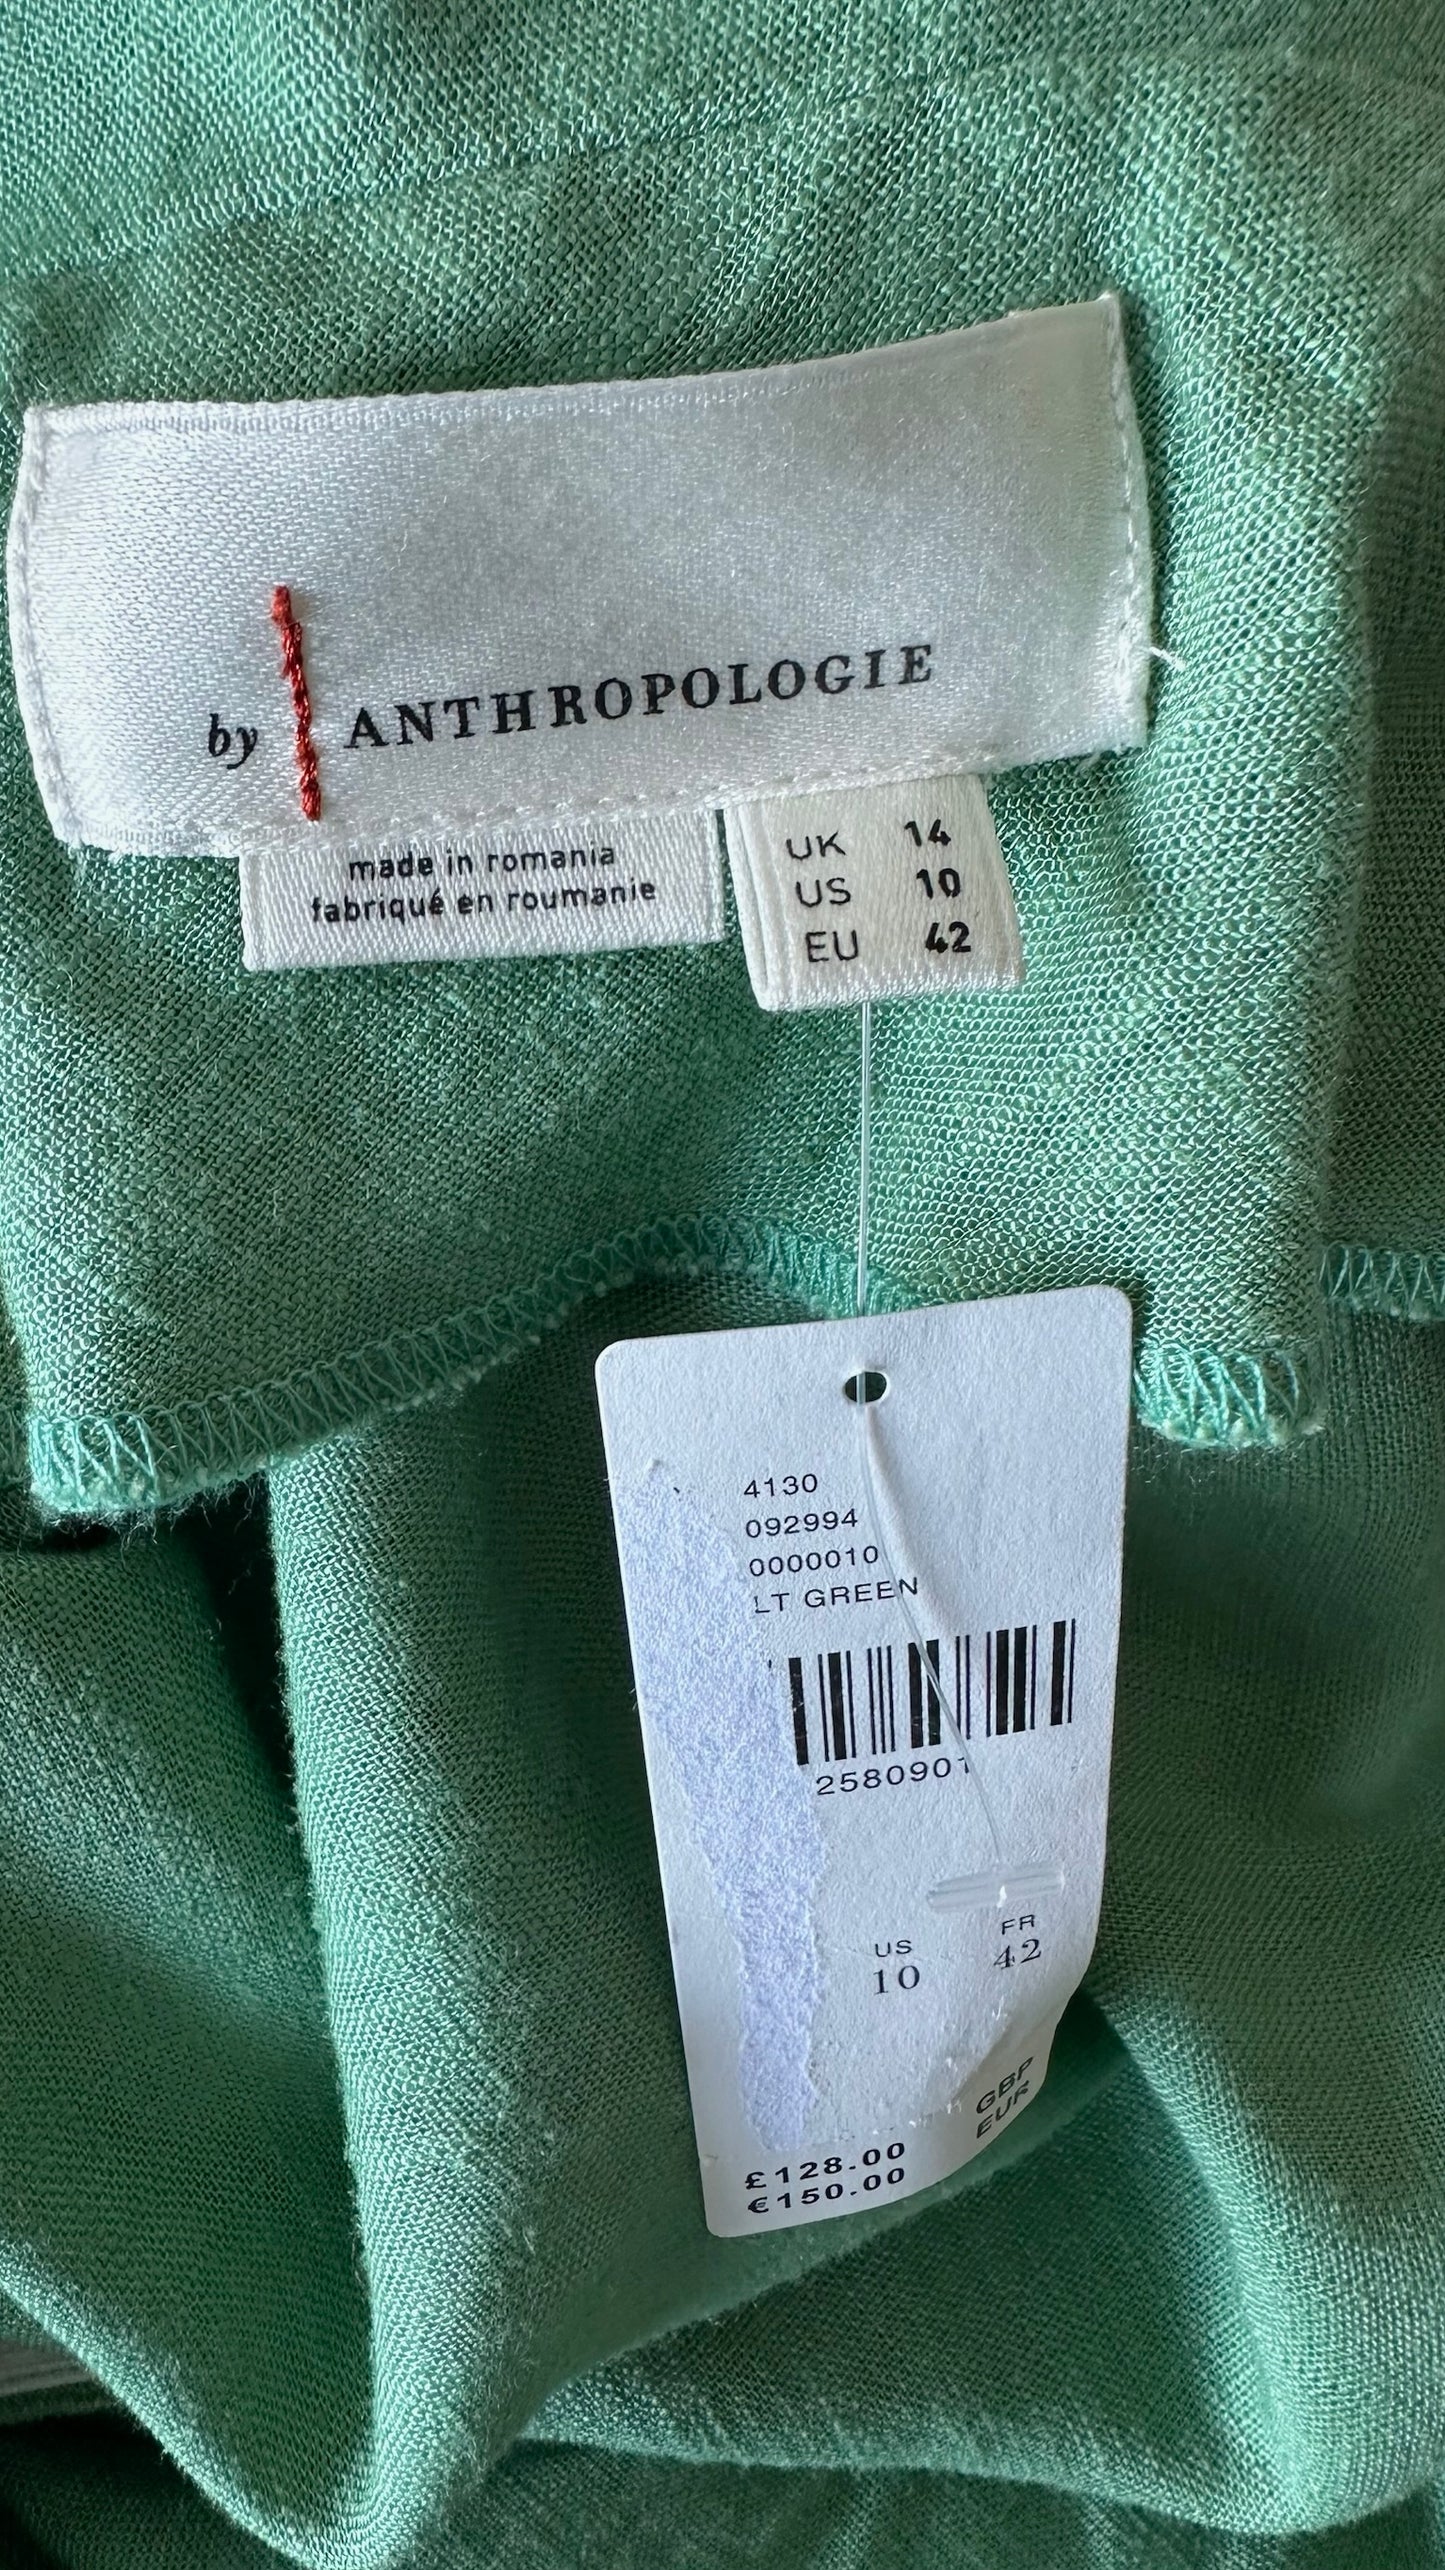 by ANTHROPOLOGIE
made in romania
fabriqué en roumanie
UK 14
US 10
EU 42
4130
092994
0000010
LT GREEN
2580901
US FR
10 42
GBP
EUR
£128.00
€150.00